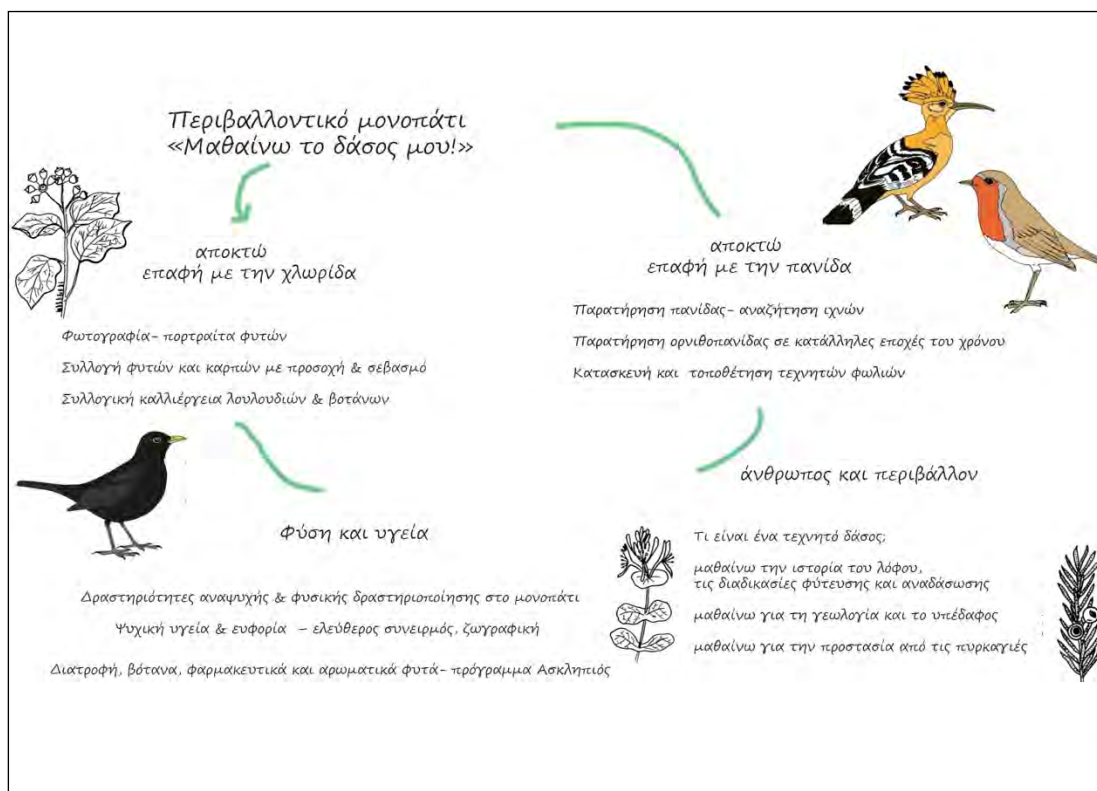 Περιβαλλοντικό μονοπάτι
«Μαθαίνω το δάσος μου!»
αποκτώ
επαφή με την χλωρίδα
Φωτογραφία– πορτραίτα φυτών
Συλλογή φυτών και καρπών με προσοχή & σεβασμό
Συλλογική καλλιέργεια λουλουδιών & βοτάνων
Φύση και υγεία
Δραστηριότητες αναψυχής & φυσικής δραστηριοποίησης στο μονοπάτι
Ψυχική υγεία & ευφορία – ελεύθερος συνειρμός, ζωγραφική
Διατροφή, βότανα, φαρμακευτικά και αρωματικά φυτά– πρόγραμμα Ασκληπιός
αποκτώ
επαφή με την πανίδα
Παρατήρηση πανίδας– αναζήτηση ιχνών
Παρατήρηση ορνιθοπανίδας σε κατάλληλες εποχές του χρόνου
Κατασκευή και τοποθέτηση τεχνητών φωλιών
άνθρωπος και περιβάλλον
Τι είναι ένα τεχνητό δάσος;
μαθαίνω την ιστορία του λόφου,
τις διαδικασίες φύτευσης και αναδάσωσης
μαθαίνω για τη γεωλογία και το υπέδαφος
μαθαίνω για την προστασία από τις πυρκαγιές